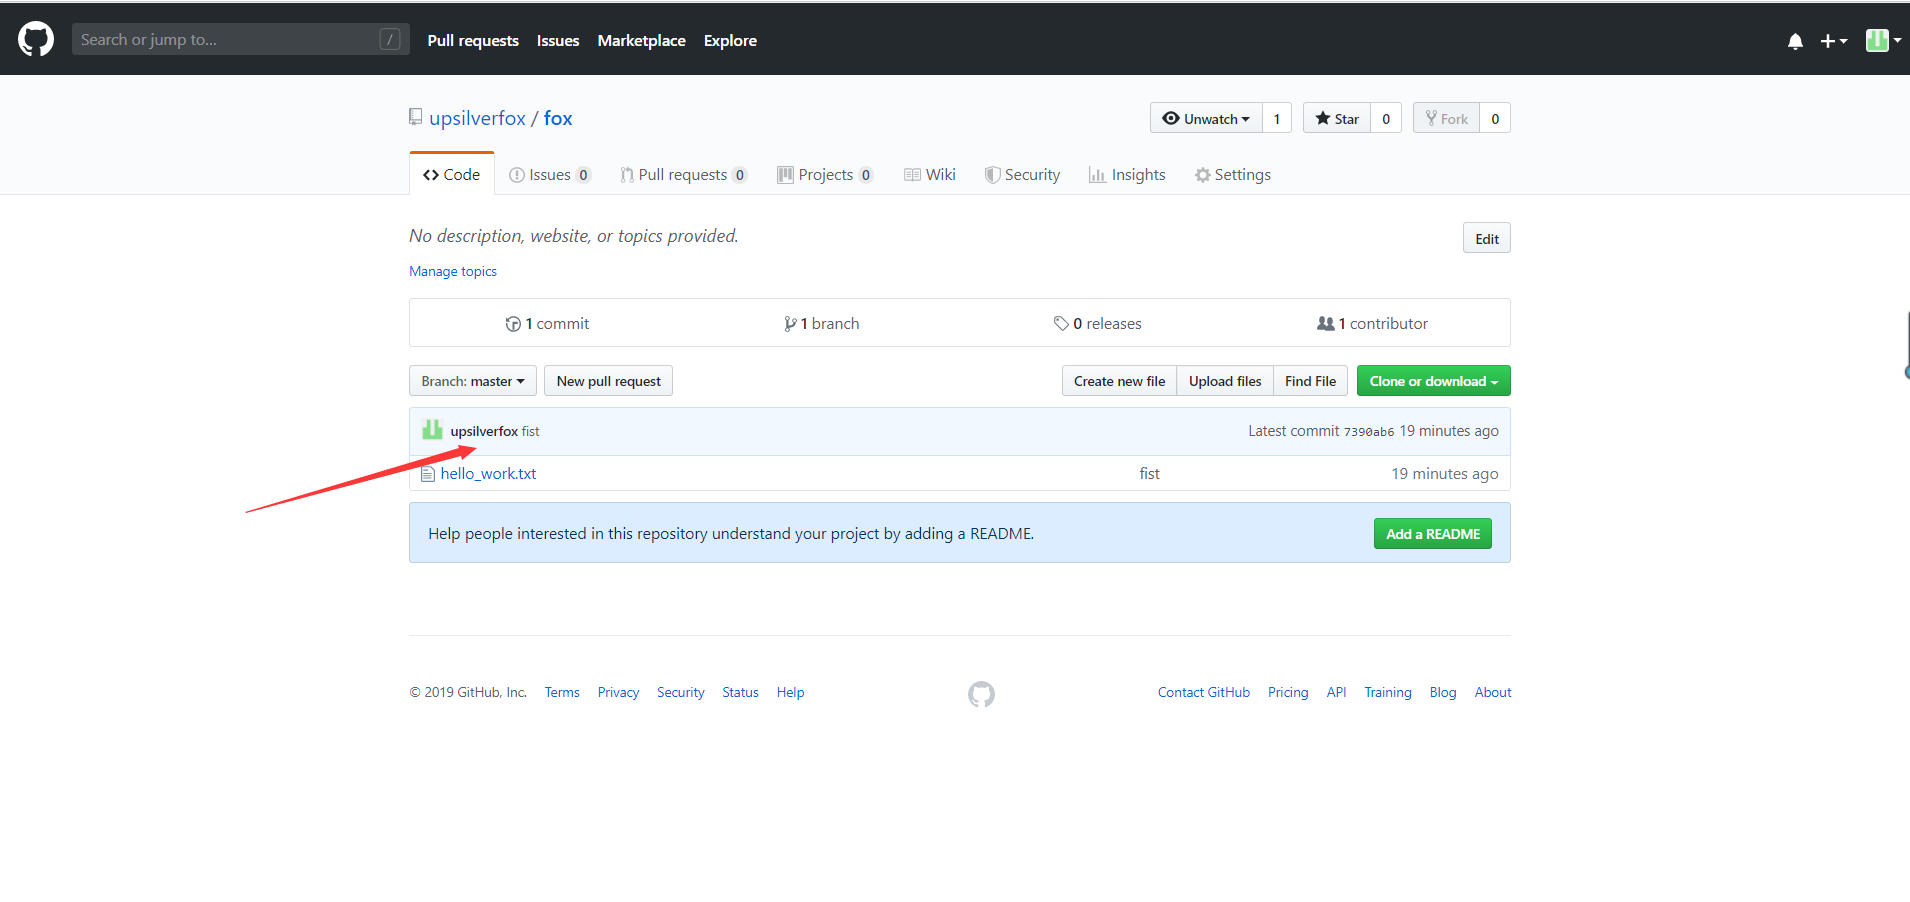 Search or jump to... /
Pull requests Issues Marketplace Explore
upsilverfox / fox
Unwatch 1 Star 0 Fork 0
Code Issues 0 Pull requests 0 Projects 0 Wiki Security Insights Settings
No description, website, or topics provided.
Edit
Manage topics
1 commit 1 branch 0 releases 1 contributor
Branch: master New pull request Create new file Upload files Find File Clone or download
upsilverfox fist Latest commit 7390ab6 19 minutes ago
hello_work.txt fist 19 minutes ago
Help people interested in this repository understand your project by adding a README. Add a README
© 2019 GitHub, Inc. Terms Privacy Security Status Help Contact GitHub Pricing API Training Blog About